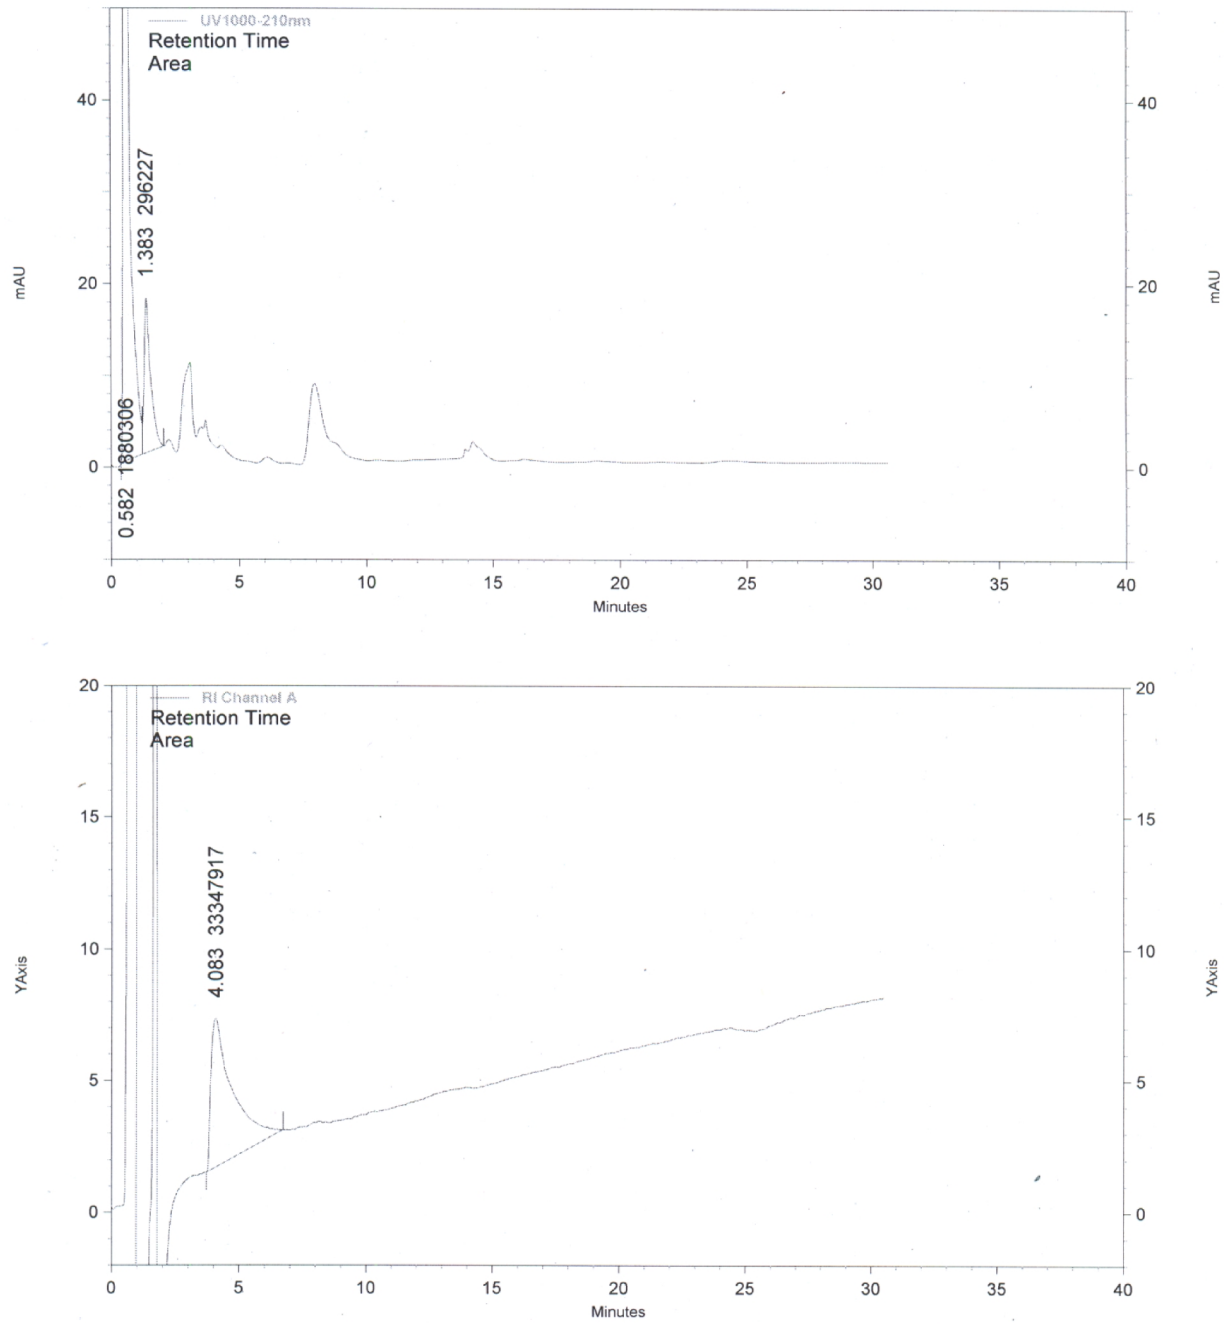 UV1000-210nm
Retention Time
Area
40
20
0
mAU
40
20
0
mAU
1.383 296227
0.582 1880306
0 5 10 15 20 25 30 35 40
Minutes
RI Channel A
Retention Time
Area
20
15
10
5
0
YAxis
20
15
10
5
0
YAxis
4.083 33347917
0 5 10 15 20 25 30 35 40
Minutes